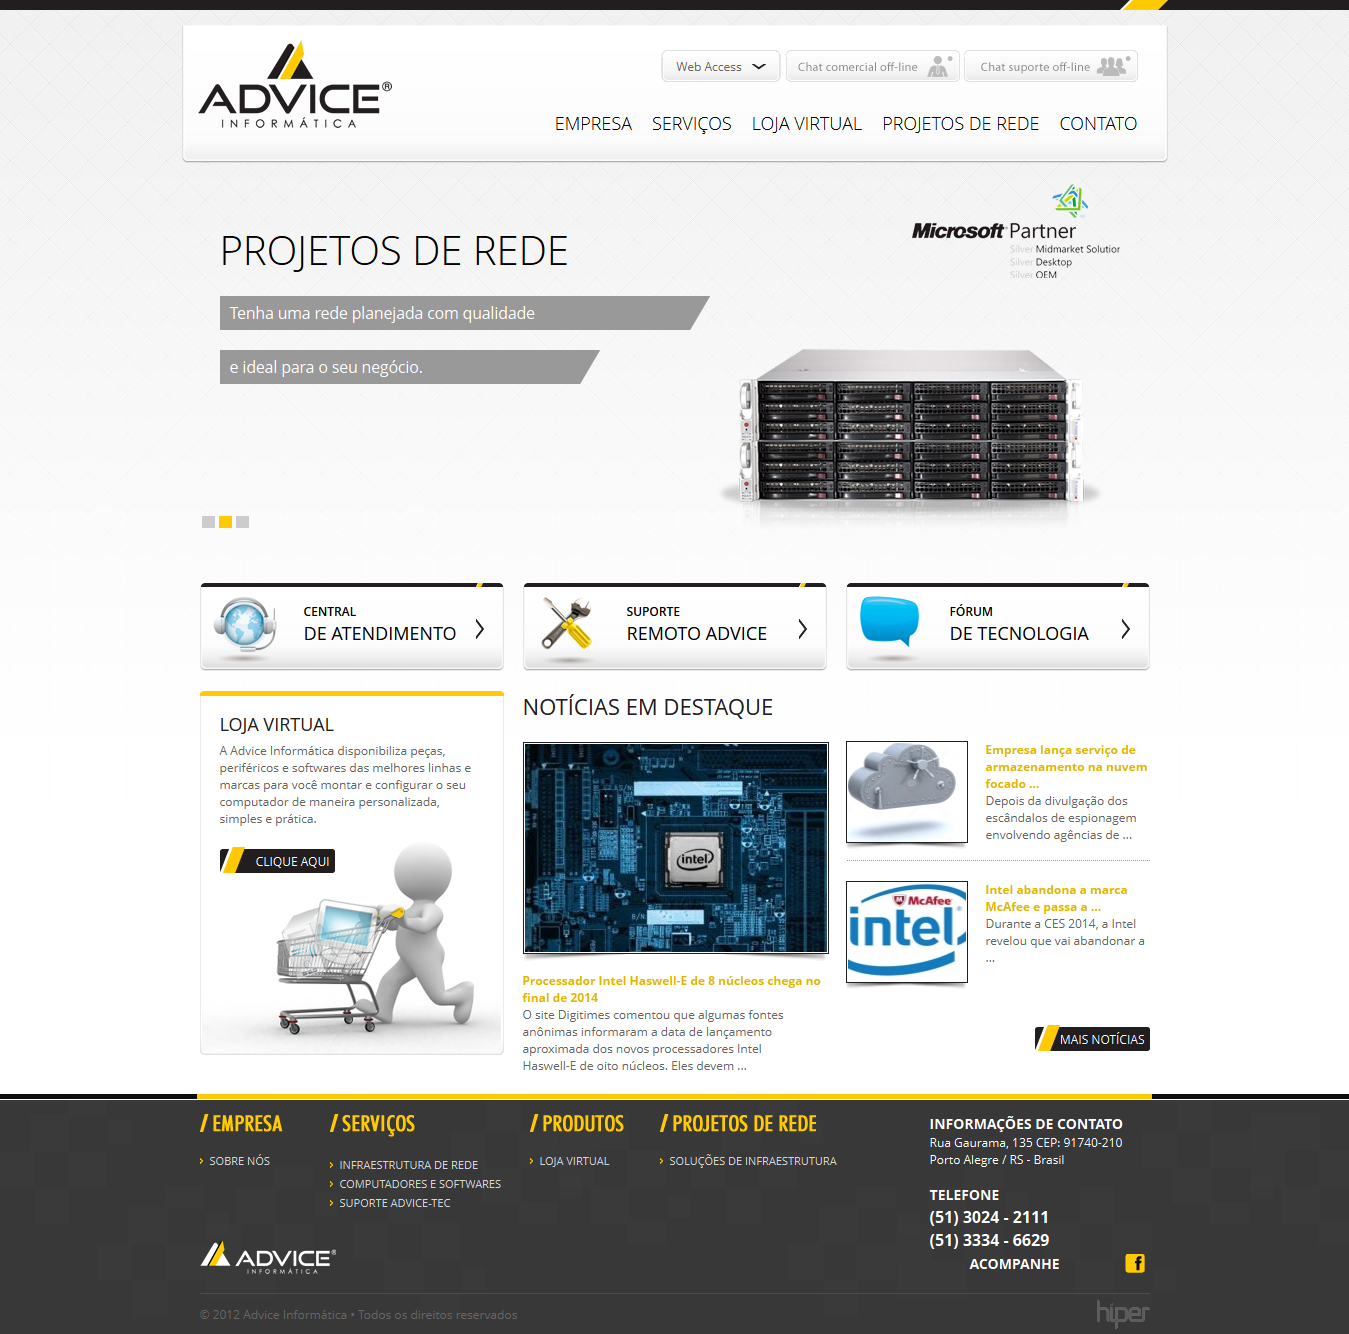 ADVICE®
INFORMÁTICA
Web Access
Chat comercial off-line
Chat suporte off-line
EMPRESA SERVIÇOS LOJA VIRTUAL PROJETOS DE REDE CONTATO
Microsoft Partner
Silver Midmarket Solution
Silver Desktop
Silver OEM
PROJETOS DE REDE
Tenha uma rede planejada com qualidade
e ideal para o seu negócio.
CENTRAL
DE ATENDIMENTO
SUPORTE
REMOTO ADVICE
FÓRUM
DE TECNOLOGIA
LOJA VIRTUAL
A Advice Informática disponibiliza peças,
periféricos e softwares das melhores linhas e
marcas para você montar e configurar o seu
computador de maneira personalizada,
simples e prática.
CLIQUE AQUI
NOTÍCIAS EM DESTAQUE
intel
Processador Intel Haswell-E de 8 núcleos chega no
final de 2014
O site Digitimes comentou que algumas fontes
anônimas informaram a data de lançamento
aproximada dos novos processadores Intel
Haswell-E de oito núcleos. Eles devem ...
Empresa lança serviço de
armazenamento na nuvem
focado ...
Depois da divulgação dos
escândalos de espionagem
envolvendo agências de ...
McAfee
intel
Intel abandona a marca
McAfee e passa a ...
Durante a CES 2014, a Intel
revelou que vai abandonar a
...
MAIS NOTÍCIAS
/ EMPRESA
SOBRE NÓS
/ SERVIÇOS
INFRAESTRUTURA DE REDE
COMPUTADORES E SOFTWARES
SUPORTE ADVICE-TEC
/ PRODUTOS
LOJA VIRTUAL
/ PROJETOS DE REDE
SOLUÇÕES DE INFRAESTRUTURA
INFORMAÇÕES DE CONTATO
Rua Gaurama, 135 CEP: 91740-210
Porto Alegre / RS - Brasil
TELEFONE
(51) 3024 - 2111
(51) 3334 - 6629
ACOMPANHE
f
ADVICE®
INFORMÁTICA
© 2012 Advice Informática • Todos os direitos reservados
hiper